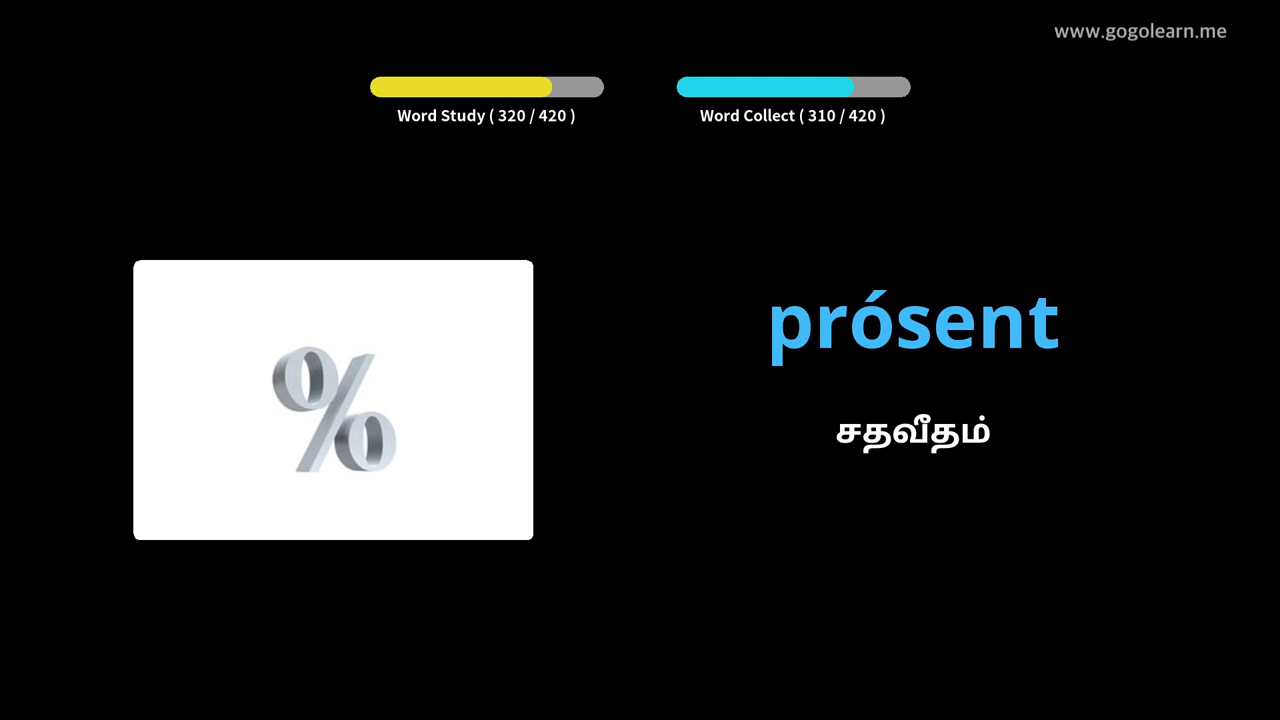 www.gogolearn.me
Word Study ( 320 / 420 )
Word Collect ( 310 / 420 )
%
prósent
சதவீதம்